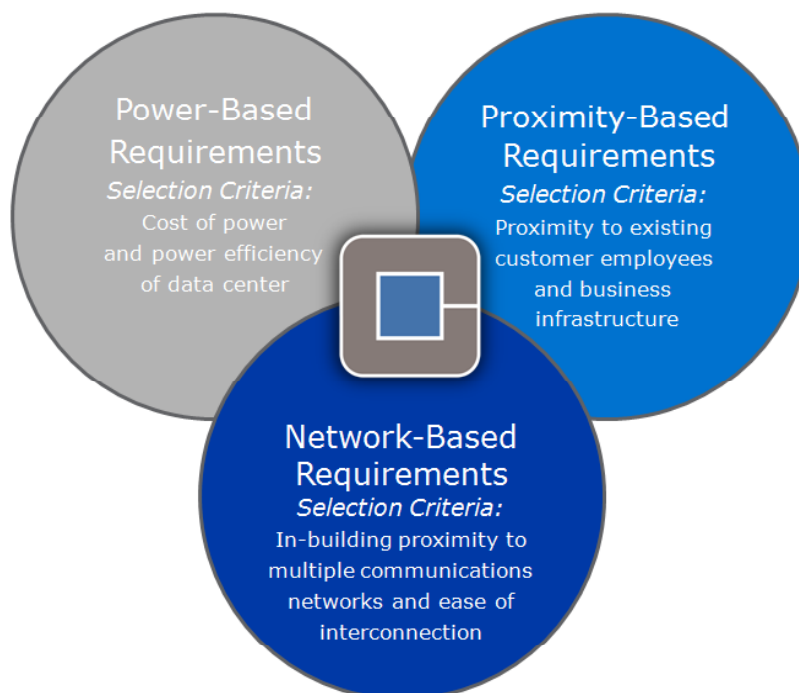 Power-Based
Requirements
Selection Criteria:
Cost of power
and power efficiency
of data center
Proximity-Based
Requirements
Selection Criteria:
Proximity to existing
customer employees
and business
infrastructure
Network-Based
Requirements
Selection Criteria:
In-building proximity to
multiple communications
networks and ease of
interconnection